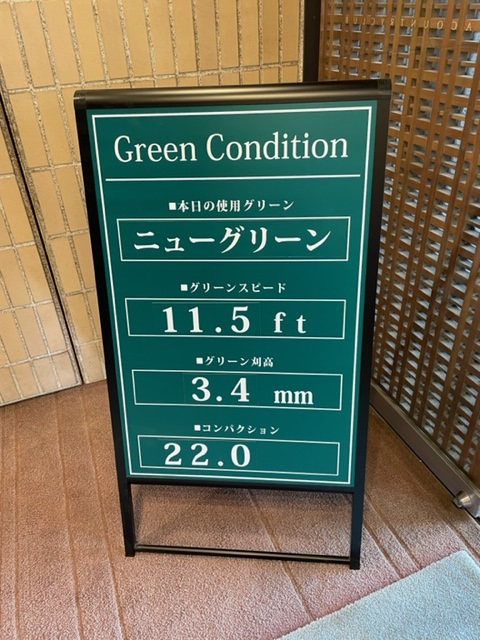 Green Condition
■本日の使用グリーン
ニューグリーン
■グリーンスピード
11.5 ft
■グリーン刈高
3.4 mm
■コンパクション
22.0